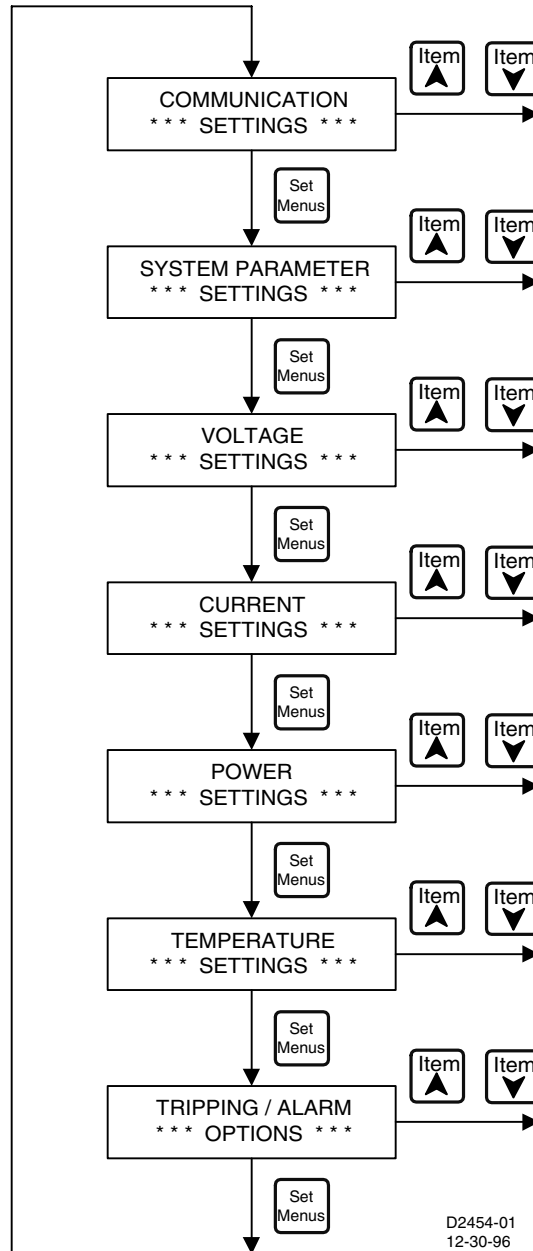 Item Item
COMMUNICATION
* * * SETTINGS * * *
Set
Menus
Item Item
SYSTEM PARAMETER
* * * SETTINGS * * *
Set
Menus
Item Item
VOLTAGE
* * * SETTINGS * * *
Set
Menus
Item Item
CURRENT
* * * SETTINGS * * *
Set
Menus
Item Item
POWER
* * * SETTINGS * * *
Set
Menus
Item Item
TEMPERATURE
* * * SETTINGS * * *
Set
Menus
Item Item
TRIPPING / ALARM
* * * OPTIONS * * *
Set
Menus
D2454-01
12-30-96